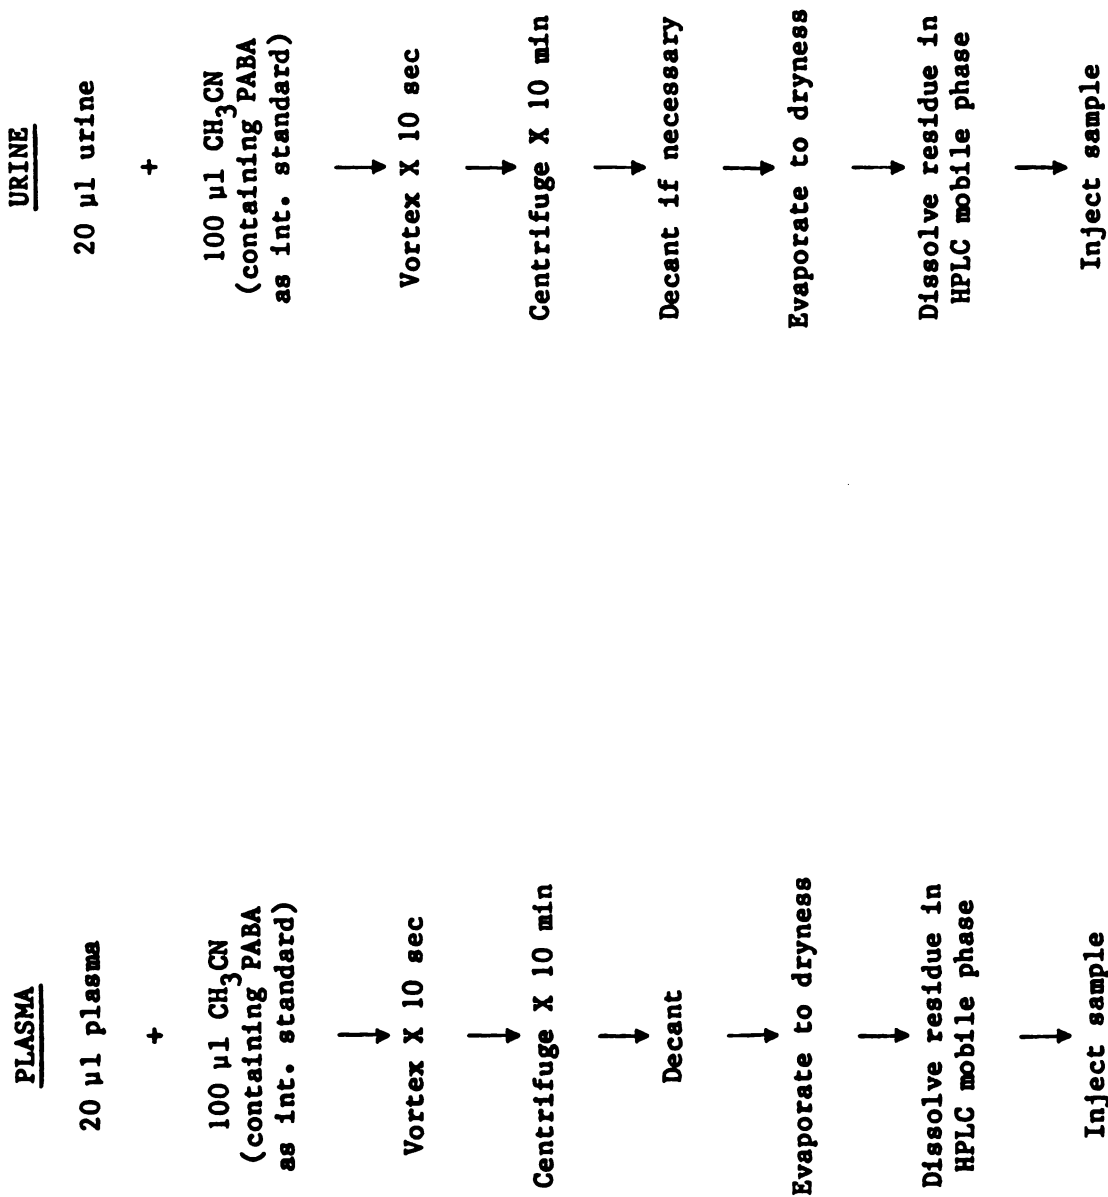 PLASMA
20 µl plasma
+
100 µl CH3CN
(containing PABA
as int. standard)
Vortex X 10 sec
Centrifuge X 10 min
Decant
Evaporate to dryness
Dissolve residue in
HPLC mobile phase
Inject sample
URINE
20 µl urine
+
100 µl CH3CN
(containing PABA
as int. standard)
Vortex X 10 sec
Centrifuge X 10 min
Decant if necessary
Evaporate to dryness
Dissolve residue in
HPLC mobile phase
Inject sample